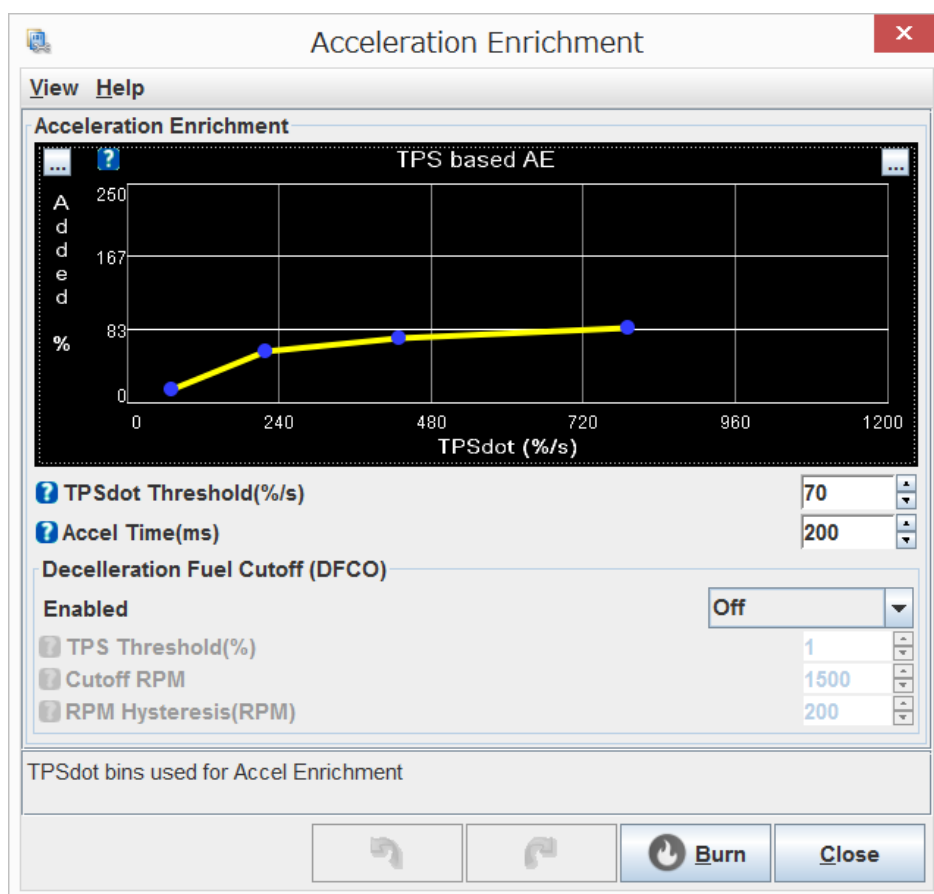 Acceleration Enrichment
View Help
Acceleration Enrichment
... ? TPS based AE ...
Added %
250
167
83
0
0 240 480 720 960 1200
TPSdot (%/s)
? TPSdot Threshold(%/s) 70
? Accel Time(ms) 200
Decelleration Fuel Cutoff (DFCO)
Enabled Off
? TPS Threshold(%) 1
? Cutoff RPM 1500
? RPM Hysteresis(RPM) 200
TPSdot bins used for Accel Enrichment
Burn Close